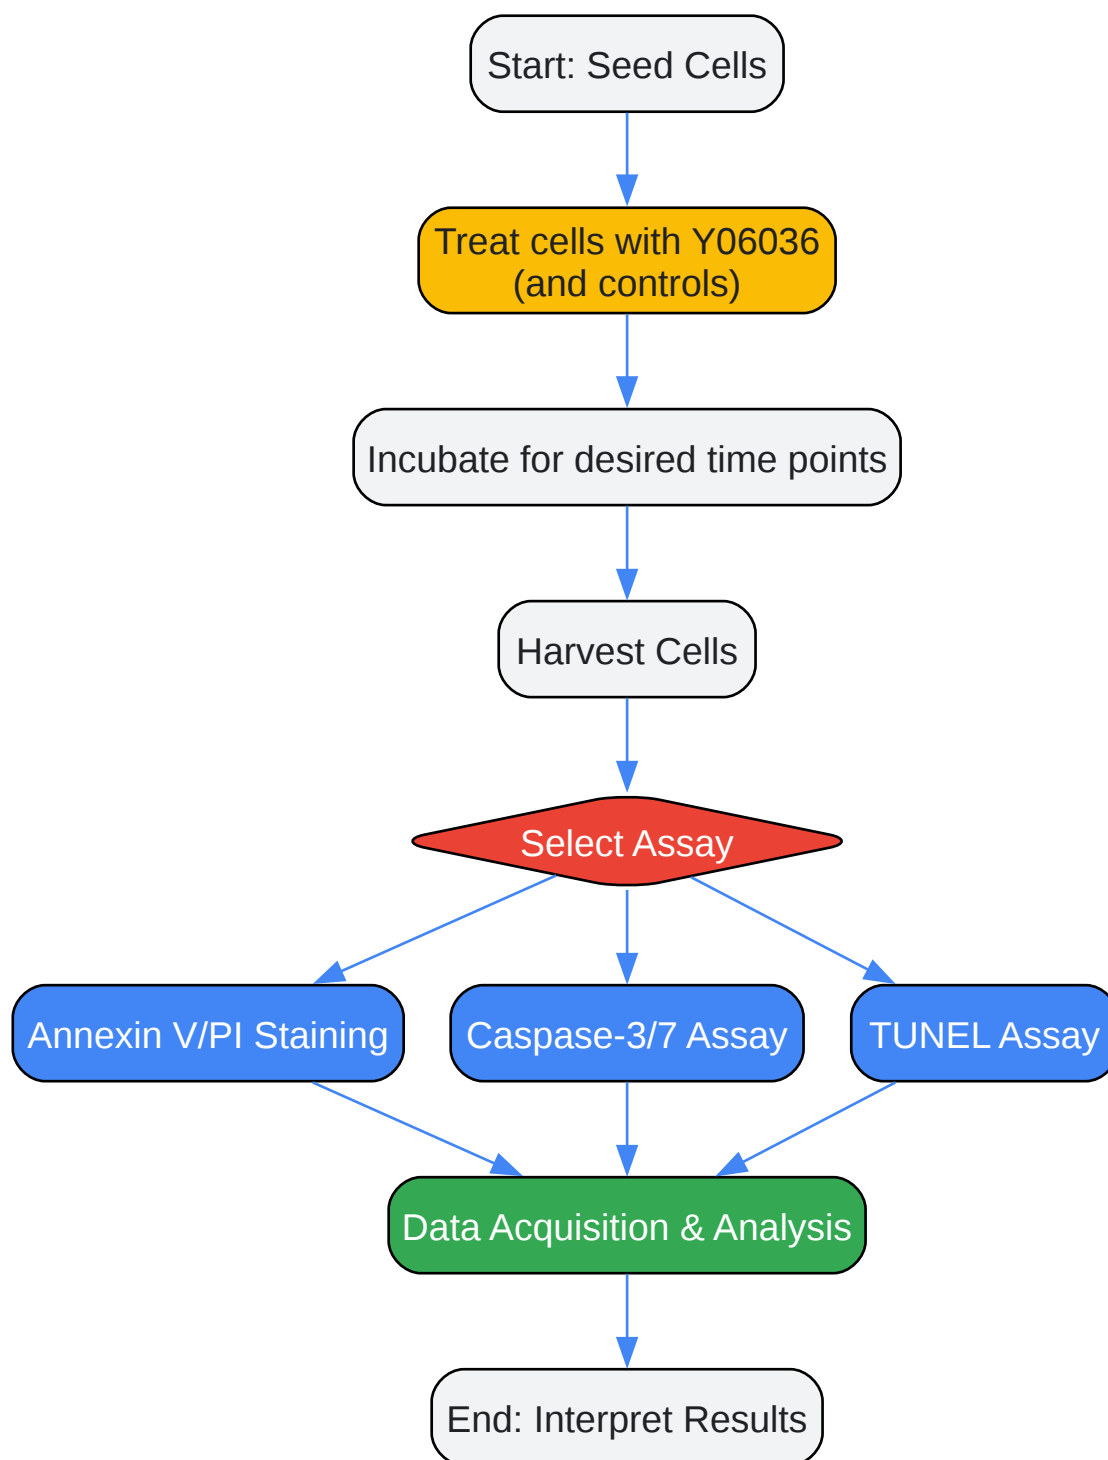 Start: Seed Cells
Treat cells with Y06036
(and controls)
Incubate for desired time points
Harvest Cells
Select Assay
Annexin V/PI Staining
Caspase-3/7 Assay
TUNEL Assay
Data Acquisition & Analysis
End: Interpret Results